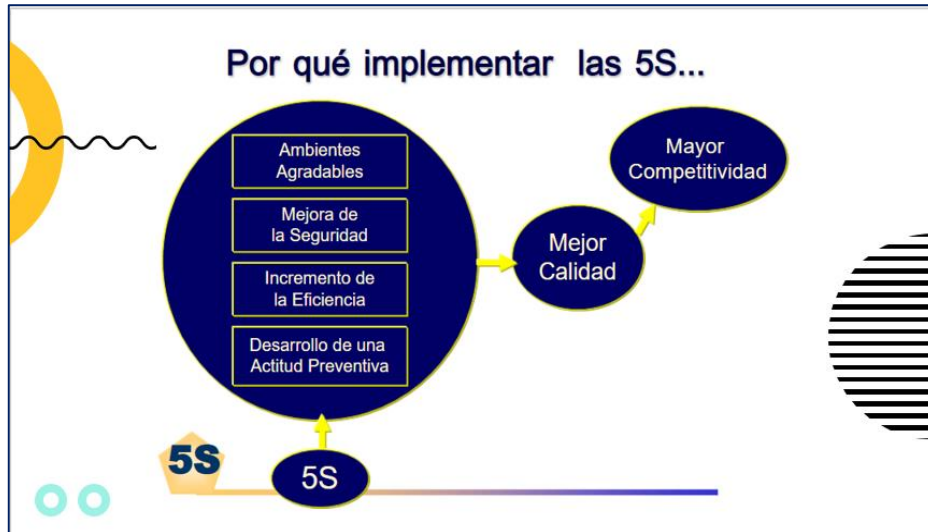 Por qué implementar las 5S...
Ambientes
Agradables
Mejora de
la Seguridad
Incremento de
la Eficiencia
Desarrollo de una
Actitud Preventiva
Mejor
Calidad
Mayor
Competitividad
5S
5S